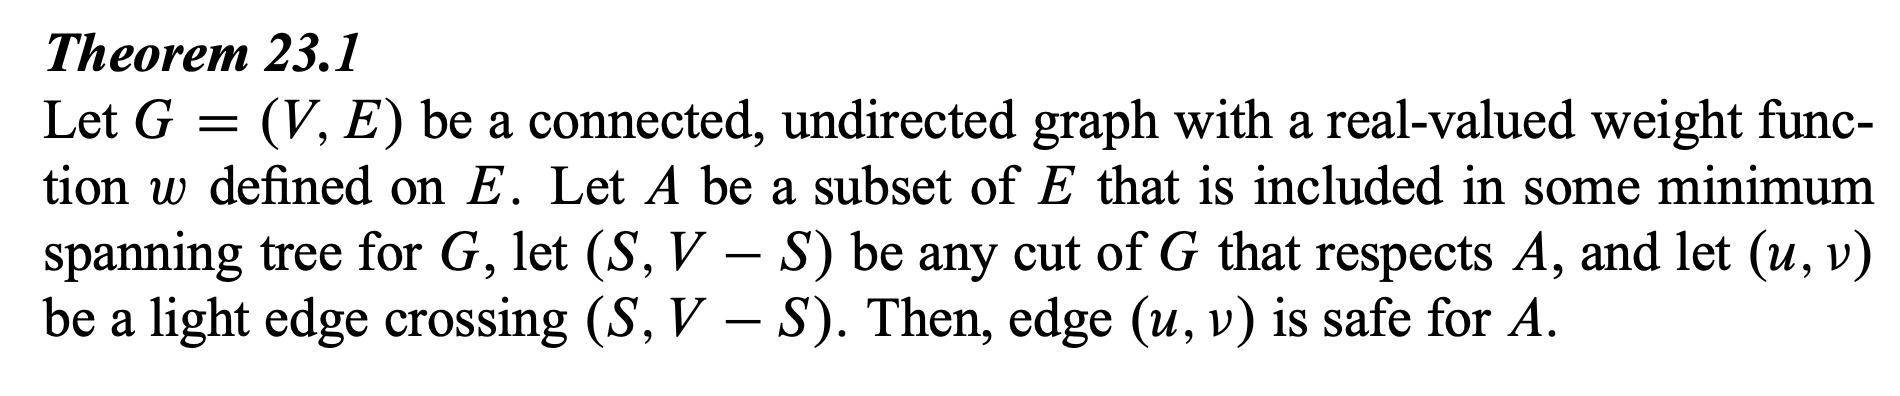 Theorem 23.1
Let G = (V, E) be a connected, undirected graph with a real-valued weight func-
tion w defined on E. Let A be a subset of E that is included in some minimum
spanning tree for G, let (S, V − S) be any cut of G that respects A, and let (u, v)
be a light edge crossing (S, V − S). Then, edge (u, v) is safe for A.